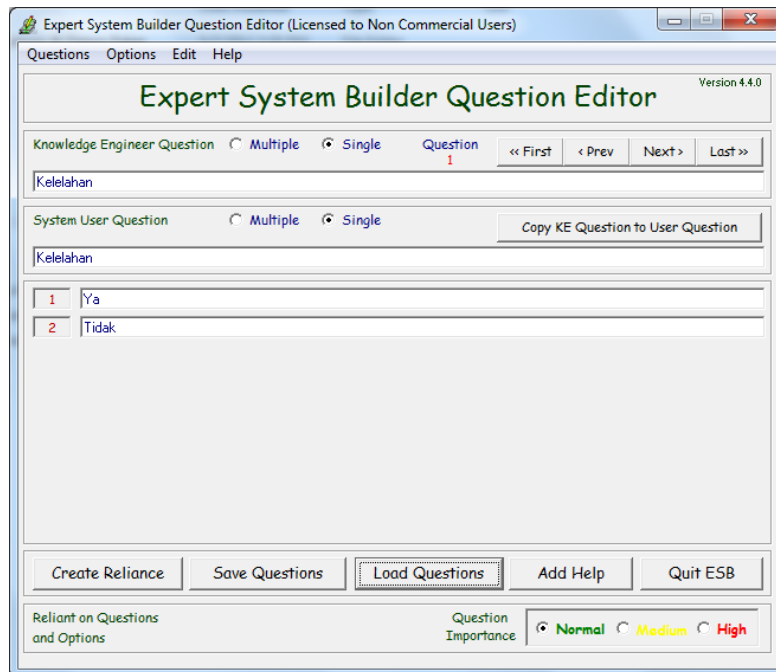 Expert System Builder Question Editor (Licensed to Non Commercial Users)
Questions Options Edit Help
Expert System Builder Question Editor
Version 4.4.0
Knowledge Engineer Question Multiple Single Question 1 << First < Prev Next > Last >>
Kelelahan
System User Question Multiple Single Copy KE Question to User Question
Kelelahan
1 Ya
2 Tidak
Create Reliance Save Questions Load Questions Add Help Quit ESB
Reliant on Questions and Options
Question Importance Normal Medium High